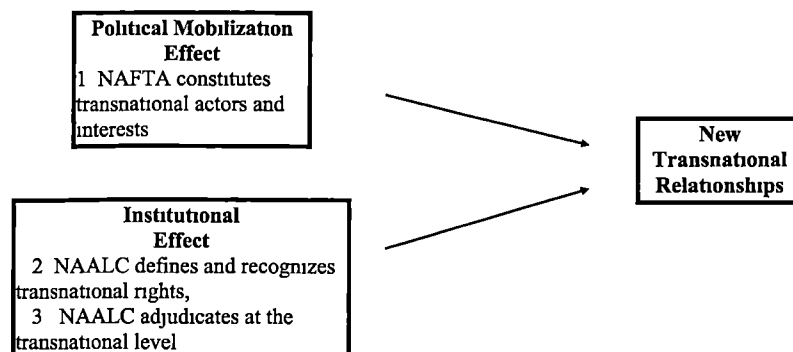 Political Mobilization
Effect
1 NAFTA constitutes
transnational actors and
interests
New
Transnational
Relationships
Institutional
Effect
2 NAALC defines and recognizes
transnational rights,
3 NAALC adjudicates at the
transnational level